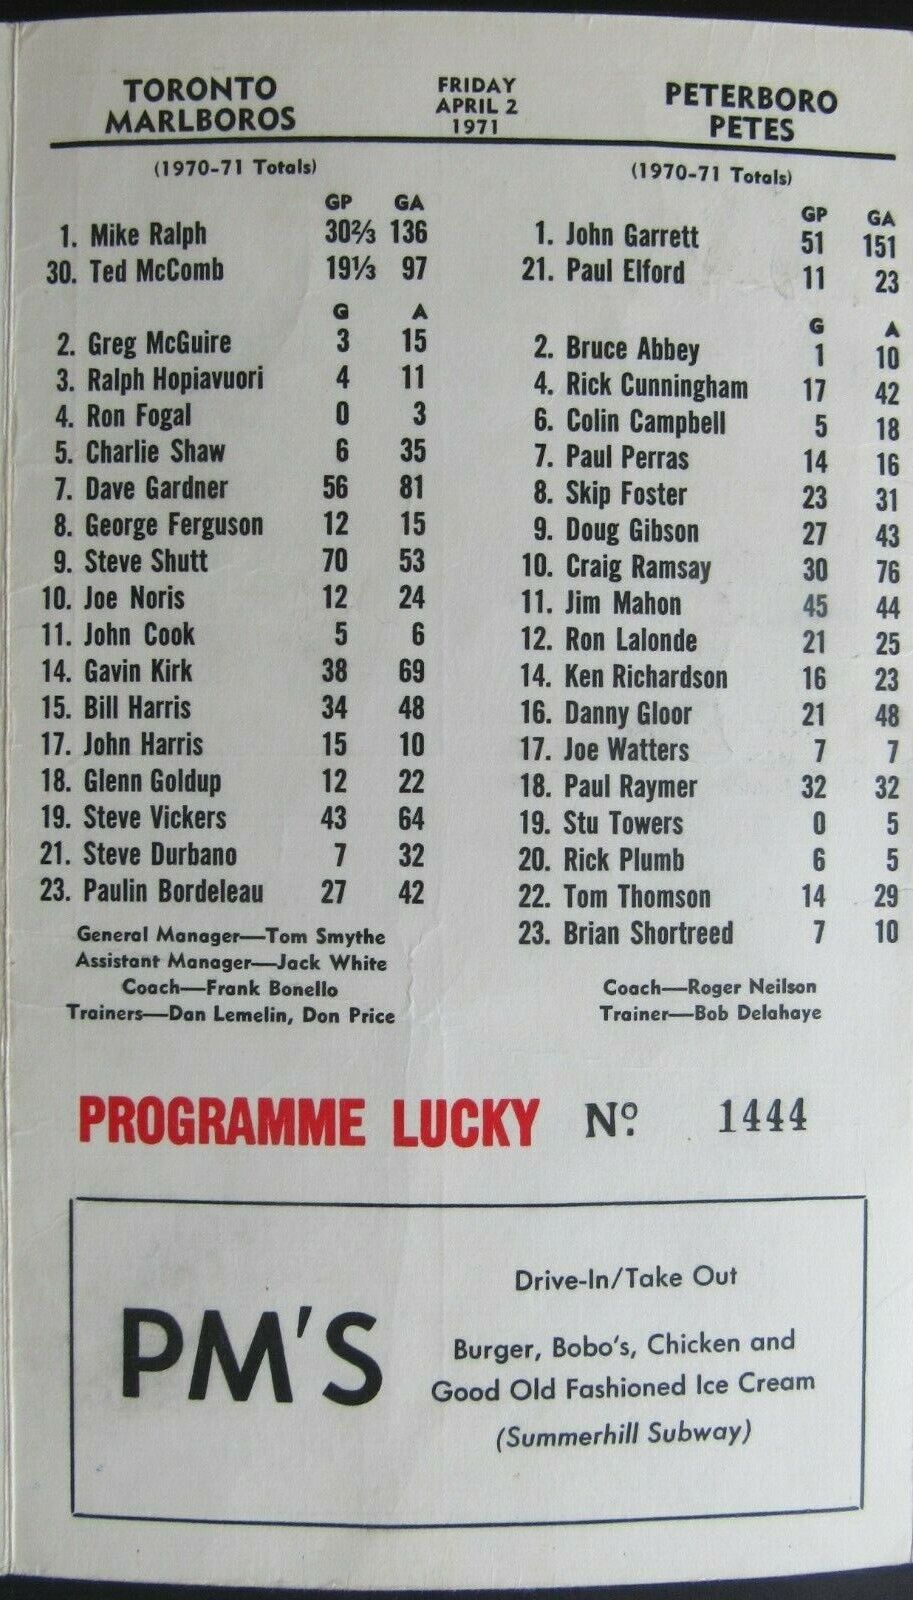 TORONTO
MARLBOROS
(1970-71 Totals)
GP GA
1. Mike Ralph 30⅔ 136
30. Ted McComb 19⅓ 97
G A
2. Greg McGuire 3 15
3. Ralph Hopiavuori 4 11
4. Ron Fogal 0 3
5. Charlie Shaw 6 35
7. Dave Gardner 56 81
8. George Ferguson 12 15
9. Steve Shutt 70 53
10. Joe Noris 12 24
11. John Cook 5 6
14. Gavin Kirk 38 69
15. Bill Harris 34 48
17. John Harris 15 10
18. Glenn Goldup 12 22
19. Steve Vickers 43 64
21. Steve Durbano 7 32
23. Paulin Bordeleau 27 42
General Manager—Tom Smythe
Assistant Manager—Jack White
Coach—Frank Bonello
Trainers—Dan Lemelin, Don Price
FRIDAY
APRIL 2
1971
PETERBORO
PETES
(1970-71 Totals)
GP GA
1. John Garrett 51 151
21. Paul Elford 11 23
G A
2. Bruce Abbey 1 10
4. Rick Cunningham 17 42
6. Colin Campbell 5 18
7. Paul Perras 14 16
8. Skip Foster 23 31
9. Doug Gibson 27 43
10. Craig Ramsay 30 76
11. Jim Mahon 45 44
12. Ron Lalonde 21 25
14. Ken Richardson 16 23
16. Danny Gloor 21 48
17. Joe Watters 7 7
18. Paul Raymer 32 32
19. Stu Towers 0 5
20. Rick Plumb 6 5
22. Tom Thomson 14 29
23. Brian Shortreed 7 10
Coach—Roger Neilson
Trainer—Bob Delahaye
PROGRAMME LUCKY Nº. 1444
PM'S
Drive-In/Take Out
Burger, Bobo's, Chicken and
Good Old Fashioned Ice Cream
(Summerhill Subway)